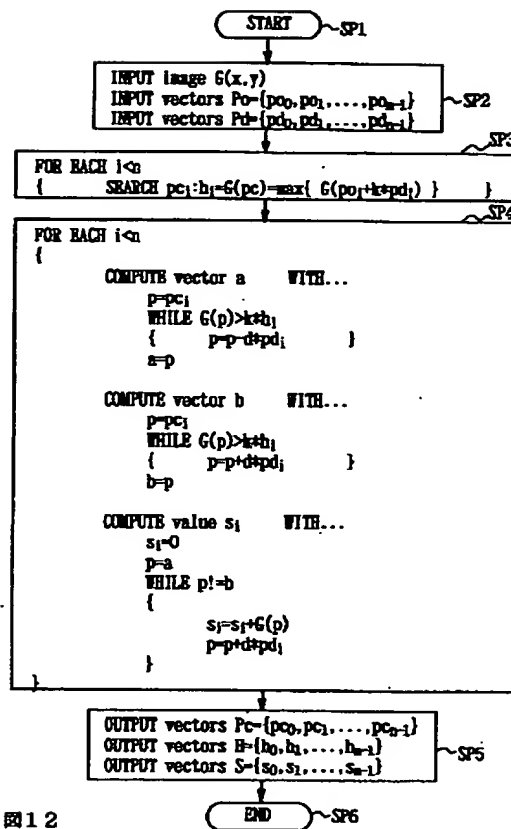 START SP1
INPUT image G(x,y)
INPUT vectors Po={po₀,po₁,...,poₙ₋₁} SP2
INPUT vectors Pd={pd₀,pd₁,...,pdₙ₋₁}
SP3
FOR EACH i<n
{ SEARCH pcᵢ:hᵢ=G(pc)=max{ G(poᵢ+k*pdᵢ) } }
SP4
FOR EACH i<n
{
COMPUTE vector a WITH...
p=pcᵢ
WHILE G(p)>k*hᵢ
{ p=p-d*pdᵢ }
a=p
COMPUTE vector b WITH...
p=pcᵢ
WHILE G(p)>k*hᵢ
{ p=p+d*pdᵢ }
b=p
COMPUTE value sᵢ WITH...
sᵢ=0
p=a
WHILE p!=b
{
sᵢ=sᵢ+G(p)
p=p+d*pdᵢ
}
}
OUTPUT vectors Pc={pc₀,pc₁,...,pcₙ₋₁}
OUTPUT vectors H={h₀,h₁,...,hₙ₋₁} SP5
OUTPUT vectors S={s₀,s₁,...,sₙ₋₁}
END SP6
図12